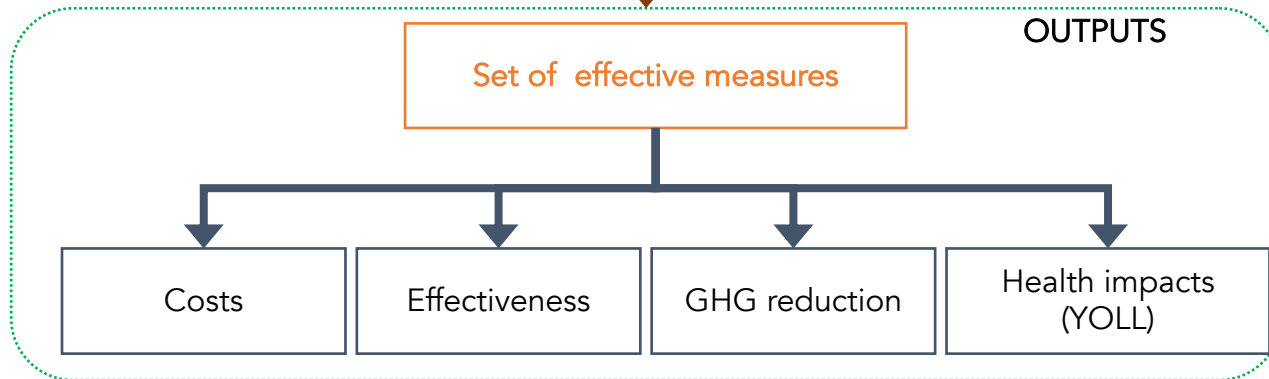 OUTPUTS
Set of effective measures
Costs
Effectiveness
GHG reduction
Health impacts
(YOLL)